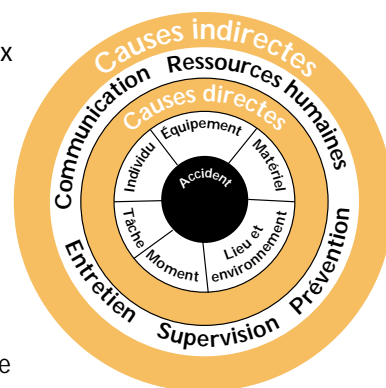 x
Causes indirectes
Communication
Ressources humaines
Causes directes
Individu
Équipement
Matériel
Accident
Tâche
Moment
Lieu et
environnement
Entretien
Supervision
Prévention
e